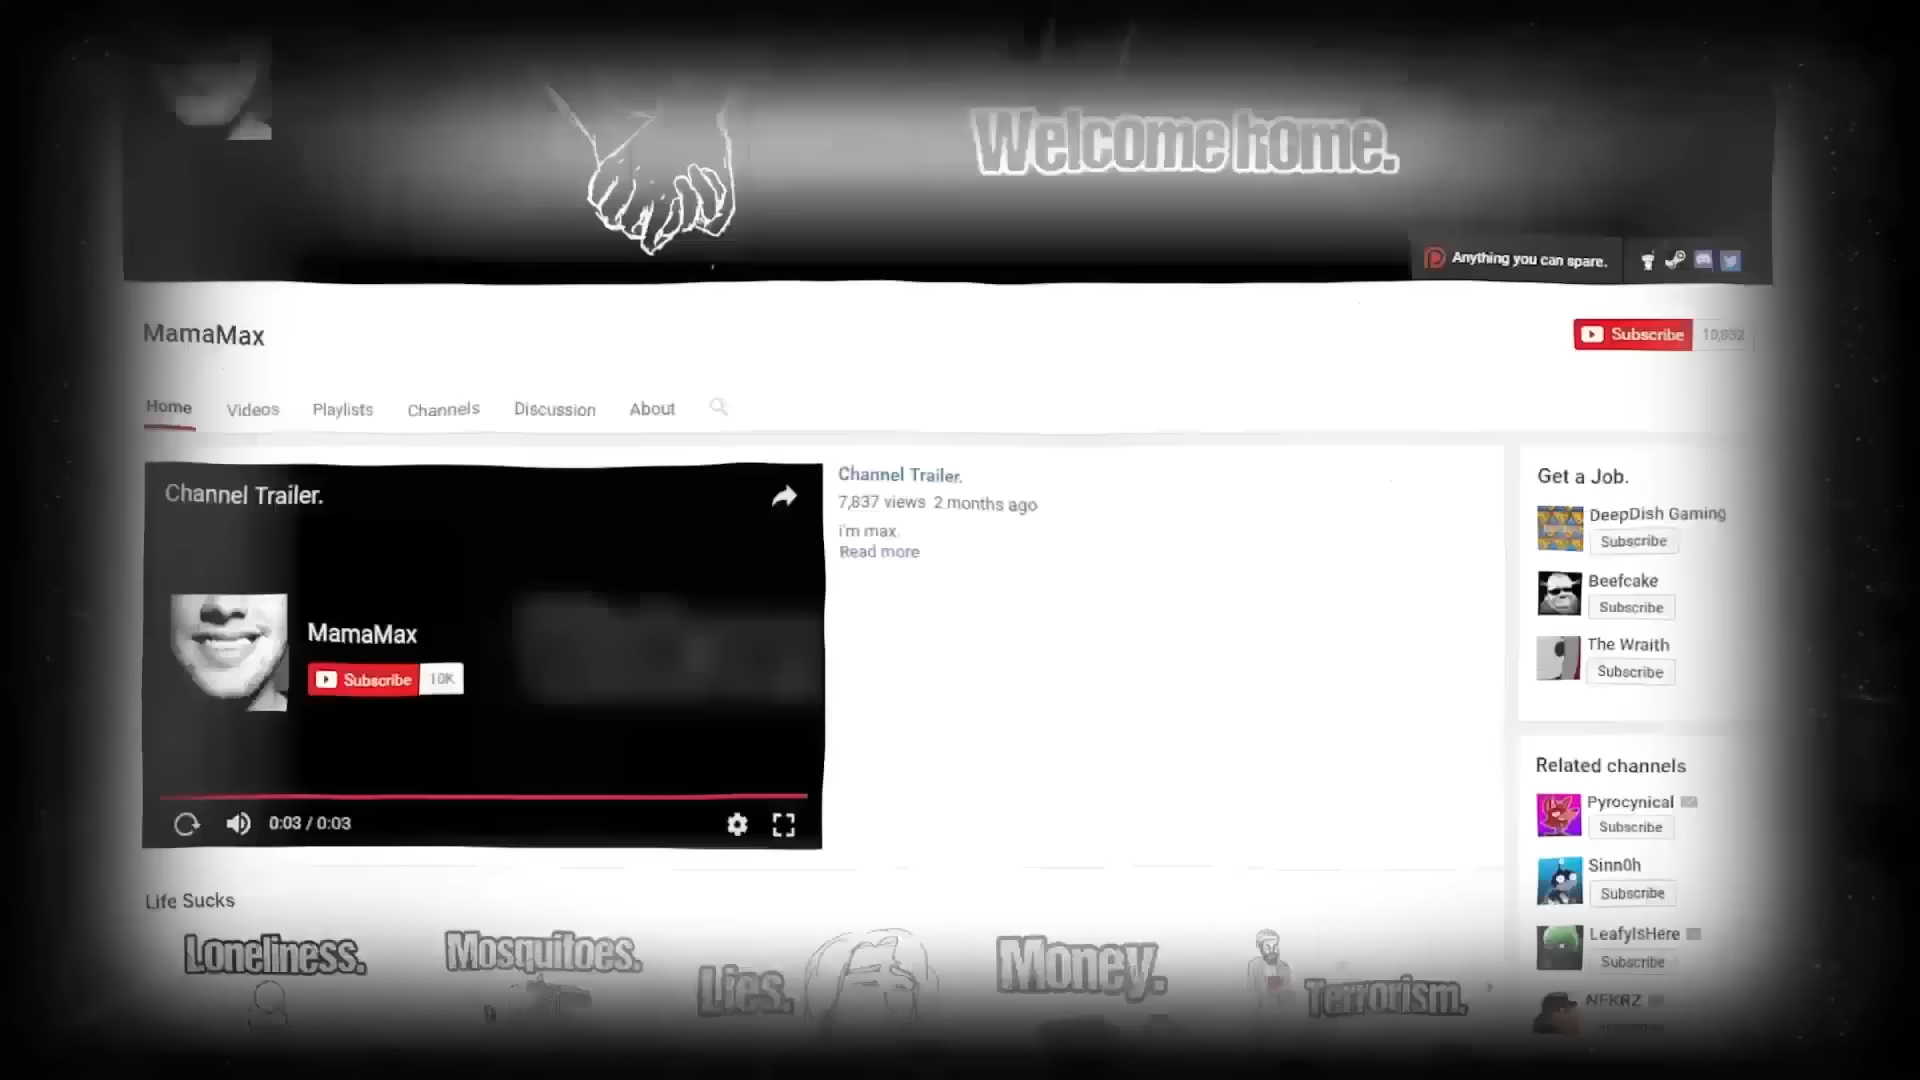 Welcome home.
Anything you can spare.
MamaMax
Subscribe 10,832
Home Videos Playlists Channels Discussion About
Channel Trailer.
MamaMax
Subscribe 10K
0:03 / 0:03
Channel Trailer.
7,837 views 2 months ago
i'm max.
Read more
Get a Job.
DeepDish Gaming
Subscribe
Beefcake
Subscribe
The Wraith
Subscribe
Related channels
Pyrocynical
Subscribe
Sinn0h
Subscribe
LeafyIsHere
Subscribe
NFKRZ
Life Sucks
Loneliness.
Mosquitoes.
Lies.
Money.
Terrorism.